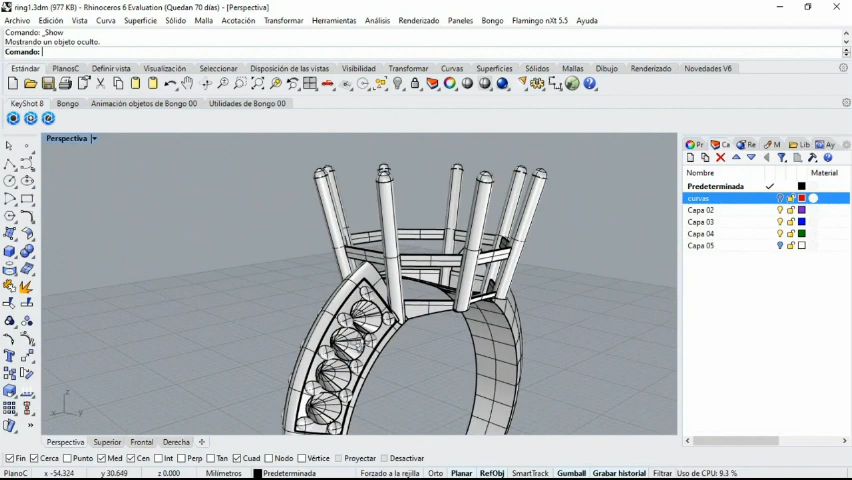 ring1.3dm (977 KB) - Rhinoceros 6 Evaluation (Quedan 70 días) - [Perspectiva]
Archivo Edición Vista Curva Superficie Sólido Malla Acotación Transformar Herramientas Análisis Renderizado Paneles Bongo Flamingo nXt 5.5 Ayuda
Comando: _Show
Mostrando un objeto oculto.
Comando:
Estándar PlanosC Definir vista Visualización Seleccionar Disposición de las vistas Visibilidad Transformar Curvas Superficies Sólidos Mallas Dibujo Renderizado Novedades V6
KeyShot 8 Bongo Animación objetos de Bongo 00 Utilidades de Bongo 00
Perspectiva
Pr Ca Re M Lib Ay
Nombre Material
Predeterminada
curvas
Capa 02
Capa 03
Capa 04
Capa 05
z
x y
Perspectiva Superior Frontal Derecha
Fin Cerca Punto Med Cen Int Perp Tan Cuad Nodo Vértice Proyectar Desactivar
PlanoC x -54.324 y 30.649 z 0.000 Milímetros Predeterminada Forzado a la rejilla Orto Planar RefObj SmartTrack Gumball Grabar historial Filtrar Uso de CPU: 9.3 %